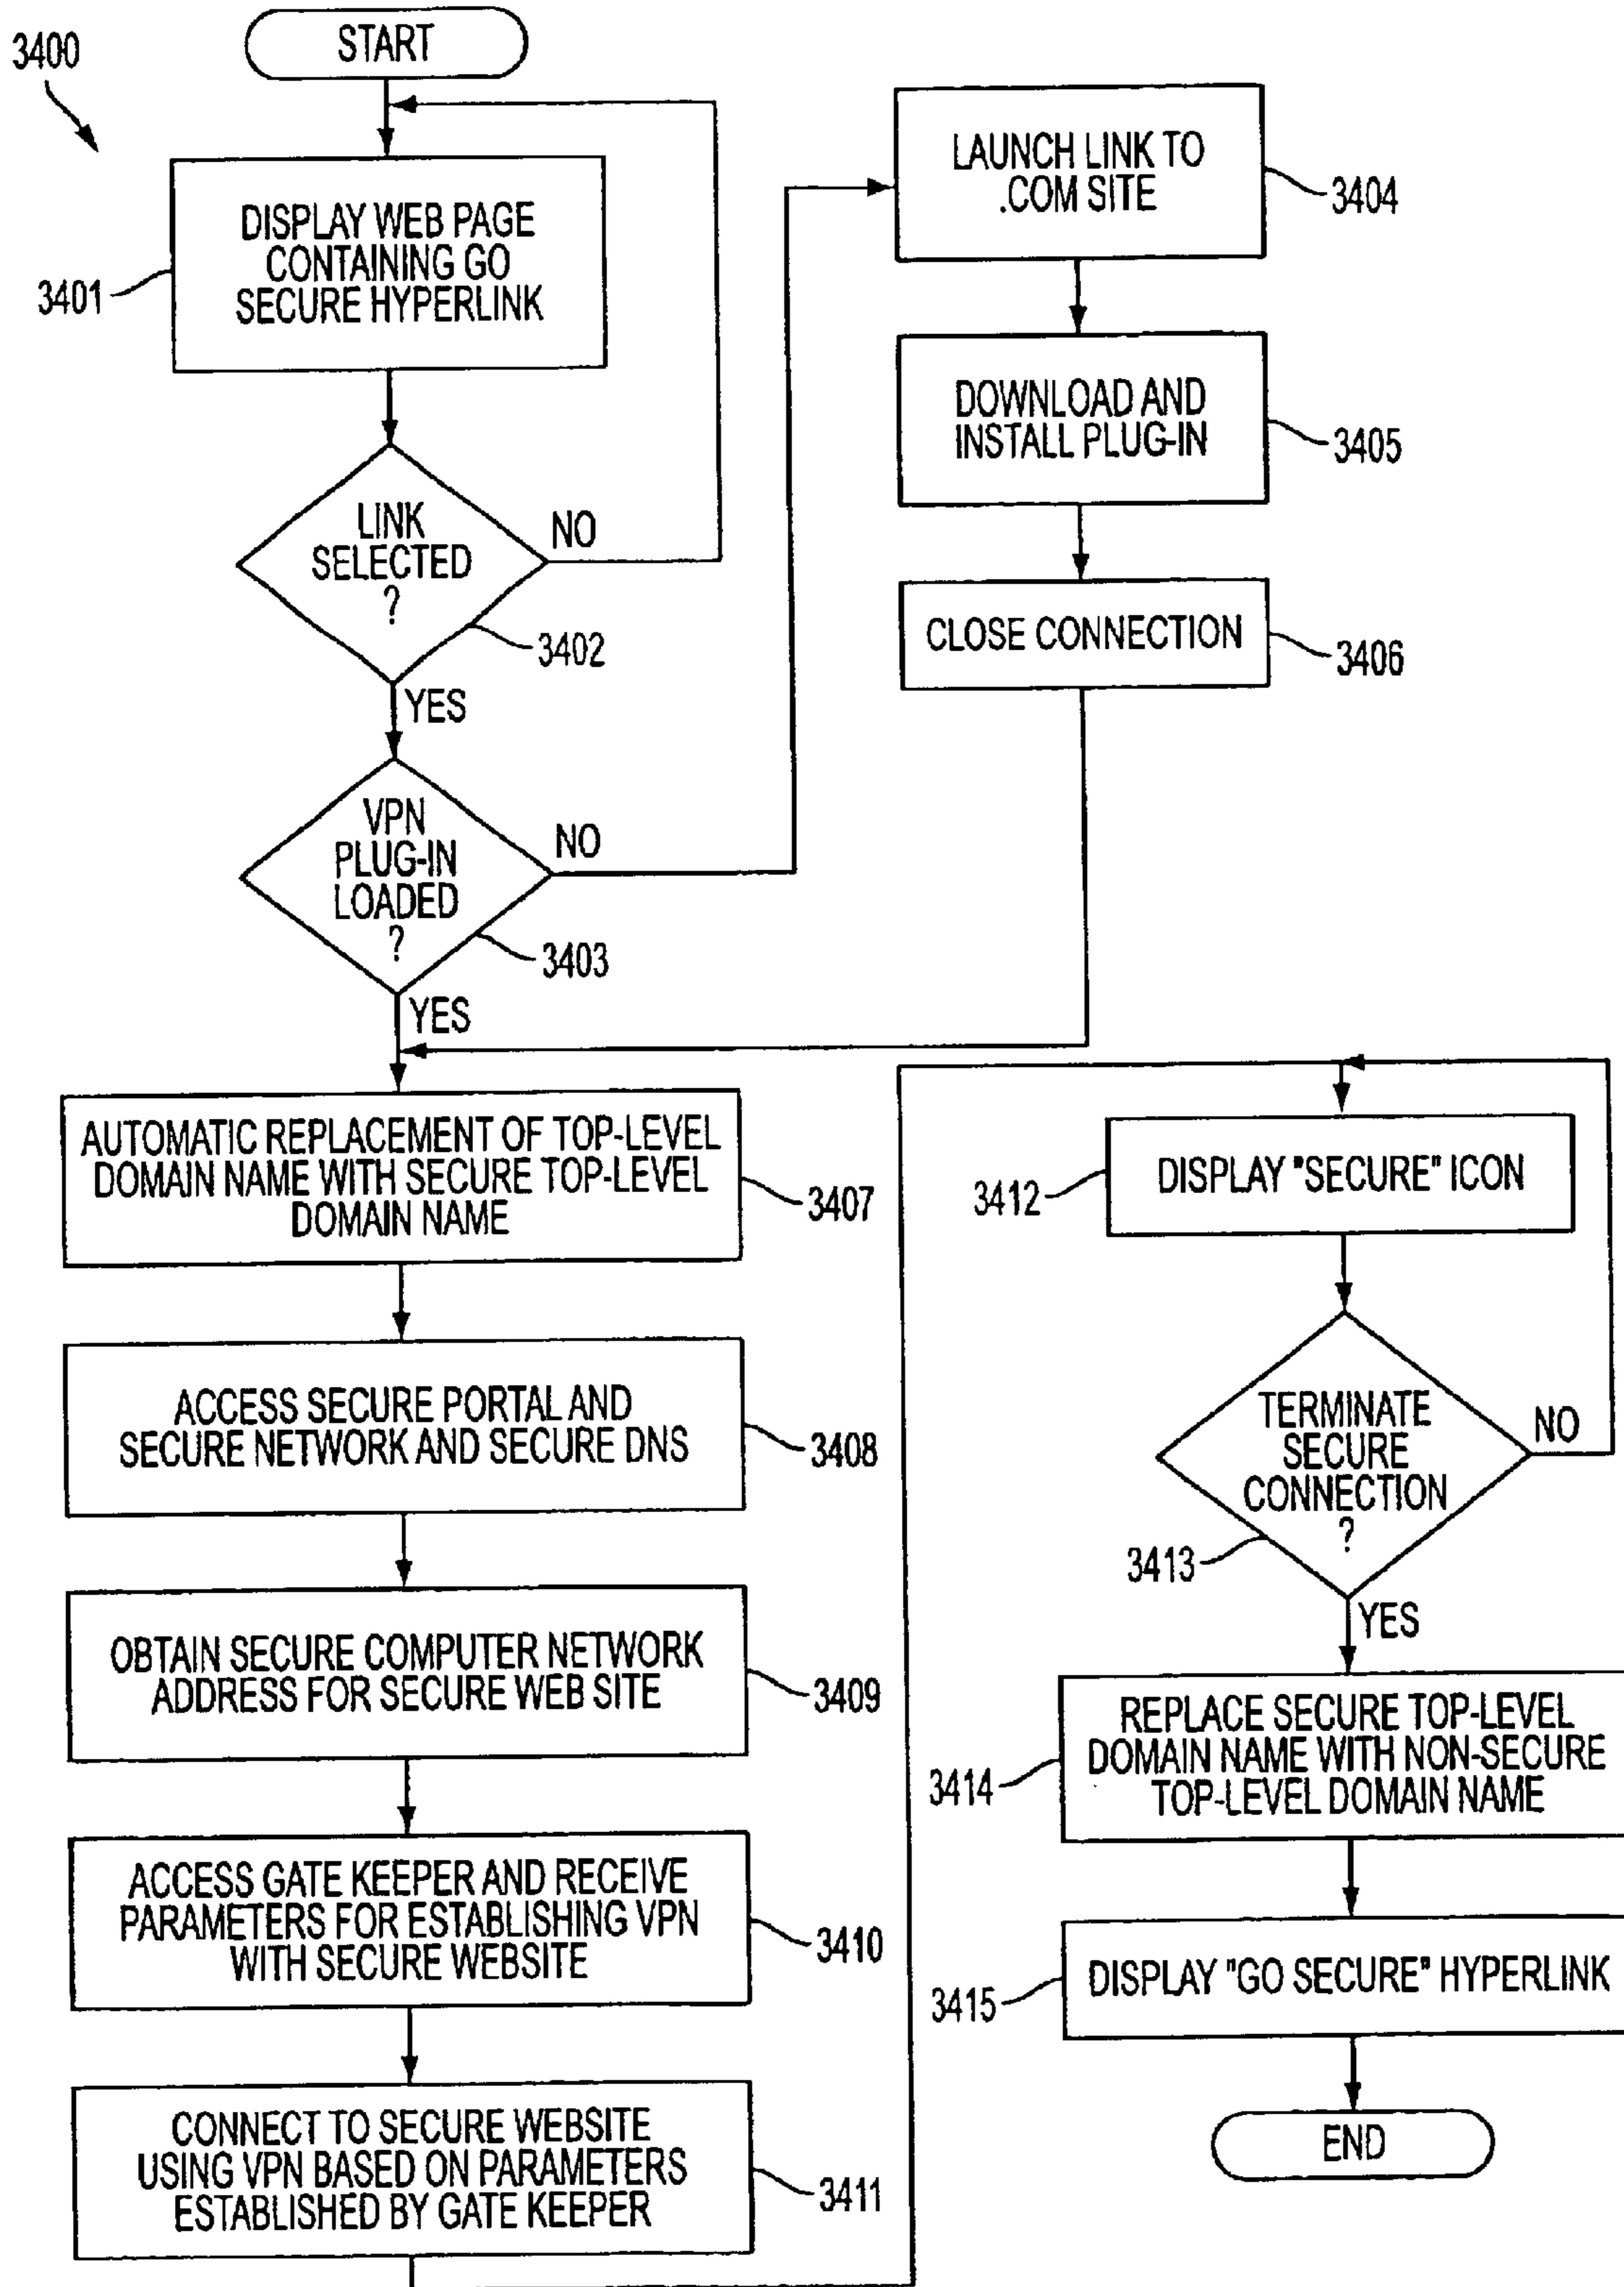 3400
START
DISPLAY WEB PAGE
CONTAINING GO
SECURE HYPERLINK
3401
LINK
SELECTED
?
NO
3402
YES
VPN
PLUG-IN
LOADED
?
NO
3403
YES
LAUNCH LINK TO
.COM SITE
3404
DOWNLOAD AND
INSTALL PLUG-IN
3405
CLOSE CONNECTION
3406
AUTOMATIC REPLACEMENT OF TOP-LEVEL
DOMAIN NAME WITH SECURE TOP-LEVEL
DOMAIN NAME
3407
ACCESS SECURE PORTAL AND
SECURE NETWORK AND SECURE DNS
3408
OBTAIN SECURE COMPUTER NETWORK
ADDRESS FOR SECURE WEB SITE
3409
ACCESS GATE KEEPER AND RECEIVE
PARAMETERS FOR ESTABLISHING VPN
WITH SECURE WEBSITE
3410
CONNECT TO SECURE WEBSITE
USING VPN BASED ON PARAMETERS
ESTABLISHED BY GATE KEEPER
3411
DISPLAY "SECURE" ICON
3412
TERMINATE
SECURE
CONNECTION
?
NO
3413
YES
REPLACE SECURE TOP-LEVEL
DOMAIN NAME WITH NON-SECURE
TOP-LEVEL DOMAIN NAME
3414
DISPLAY "GO SECURE" HYPERLINK
3415
END